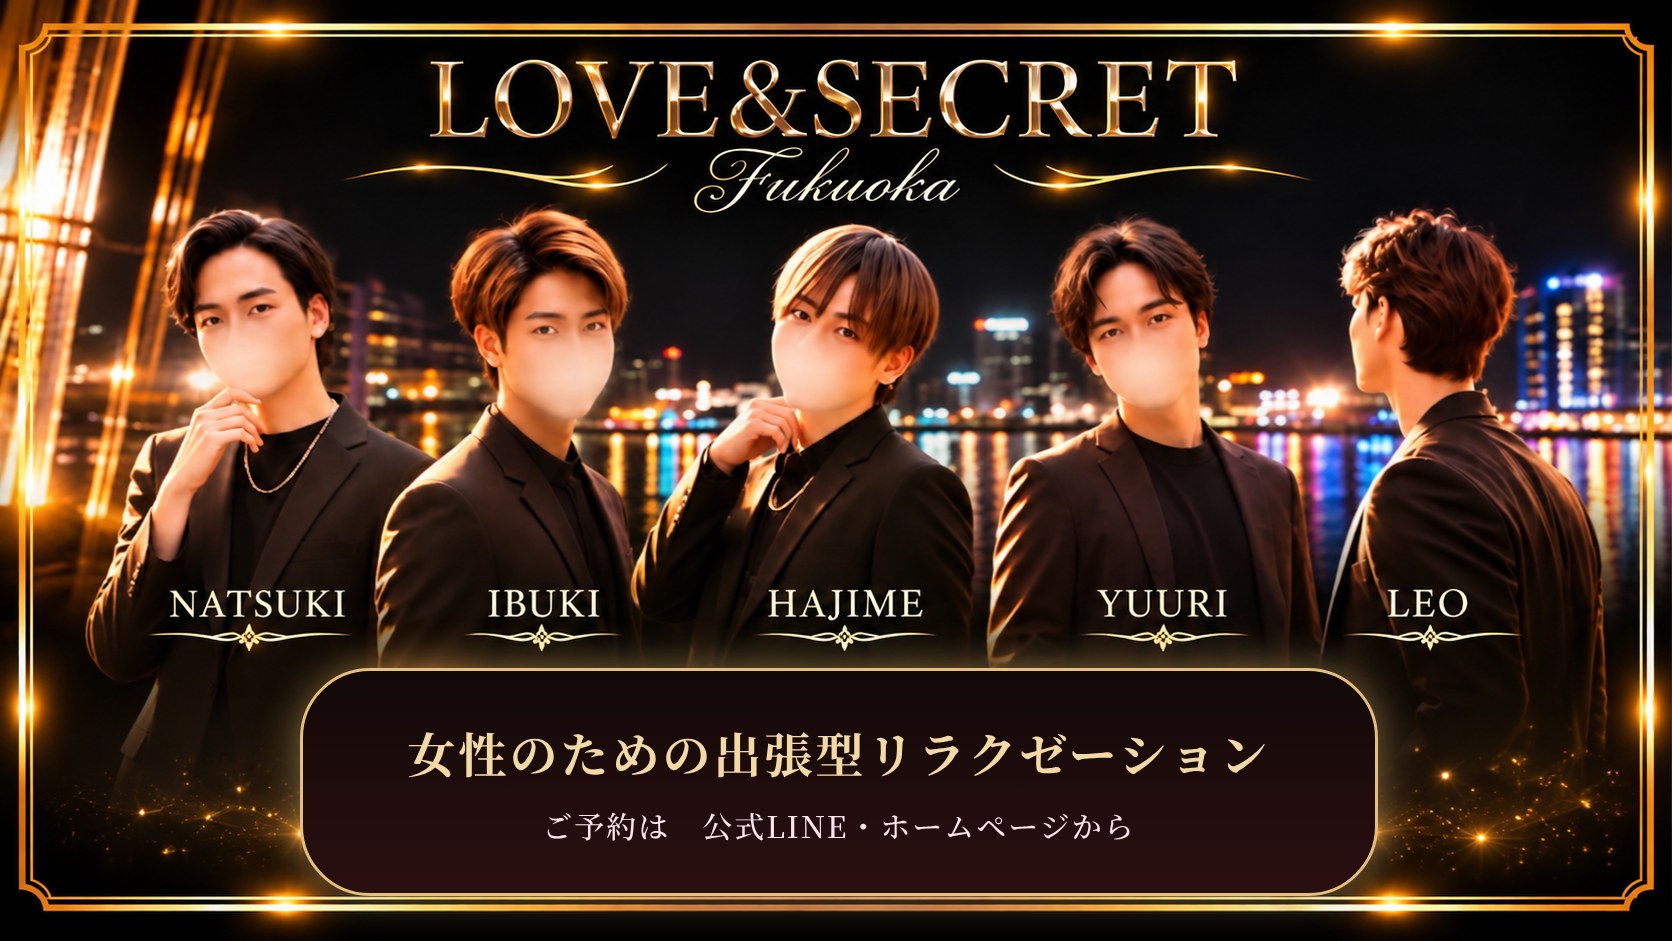 LOVE&SECRET
Fukuoka
NATSUKI
IBUKI
HAJIME
YUURI
LEO
女性のための出張型リラクゼーション
ご予約は　公式LINE・ホームページから